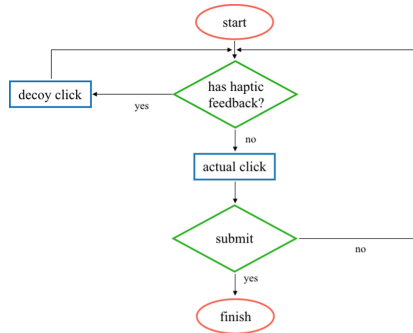 start
has haptic
feedback?
decoy click
yes
no
actual click
submit
no
yes
finish